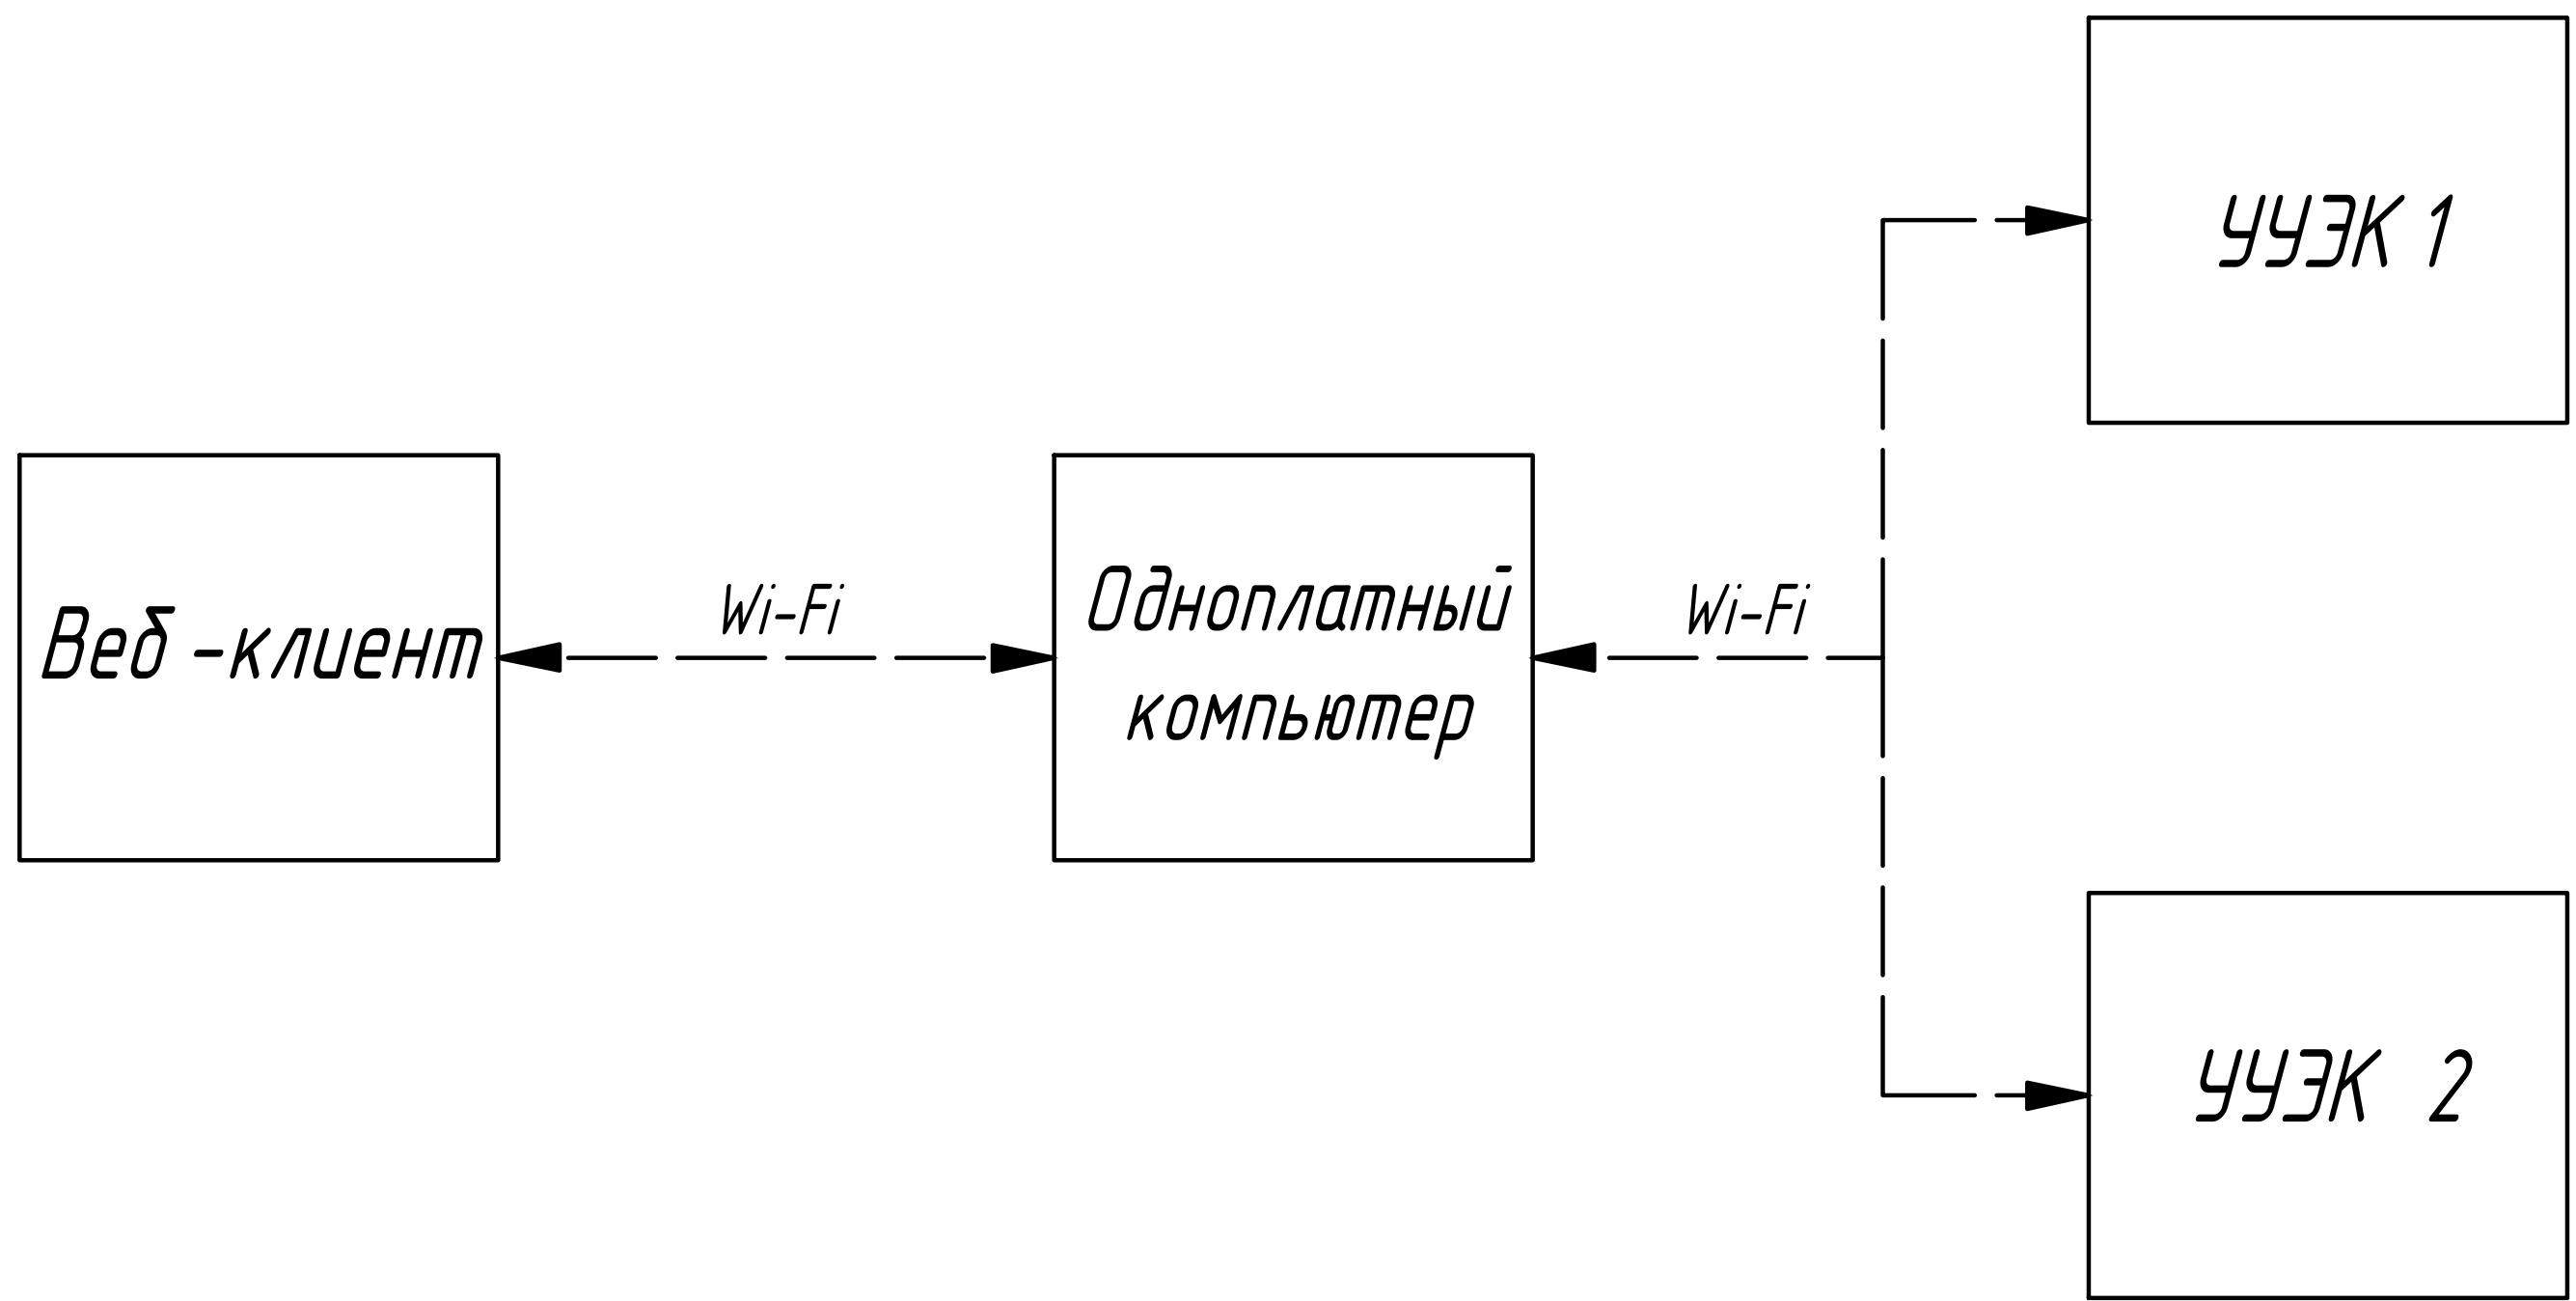 УУЭК 1
Веб-клиент
Wi-Fi
Одноплатный
компьютер
Wi-Fi
УУЭК 2